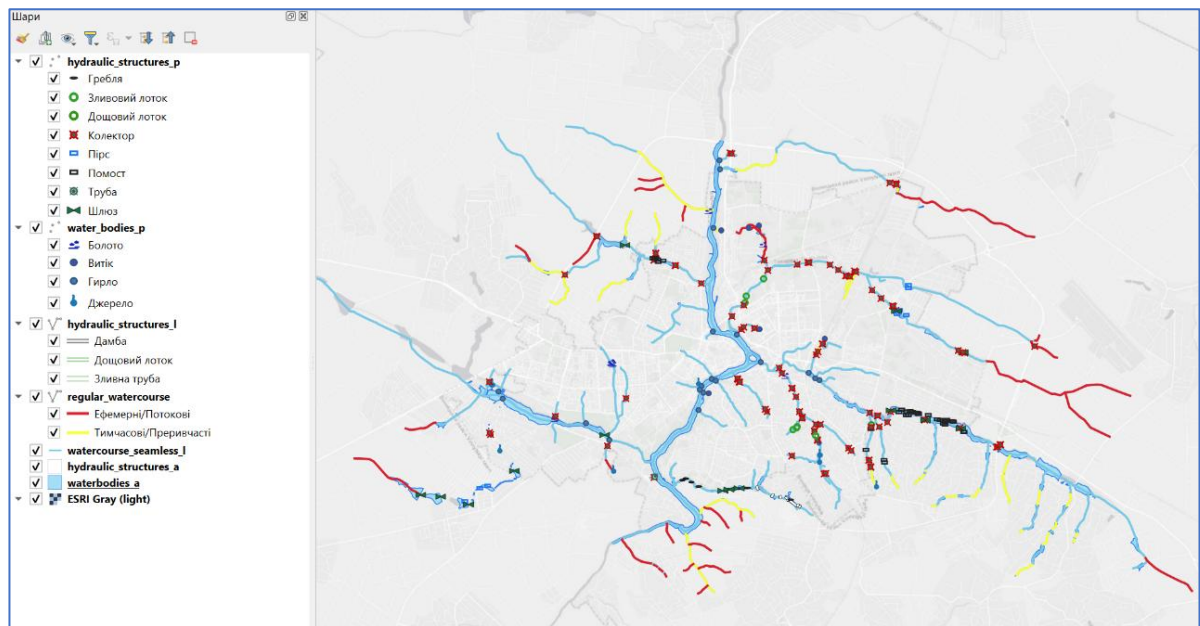 Шари
hydraulic_structures_p
Гребля
Зливовий лоток
Дощовий лоток
Колектор
Пірс
Помост
Труба
Шлюз
water_bodies_p
Болото
Витік
Гирло
Джерело
hydraulic_structures_l
Дамба
Дощовий лоток
Зливна труба
regular_watercourse
Ефемерні/Потокові
Тимчасові/Преривчасті
watercourse_seamless_l
hydraulic_structures_a
waterbodies_a
ESRI Gray (light)